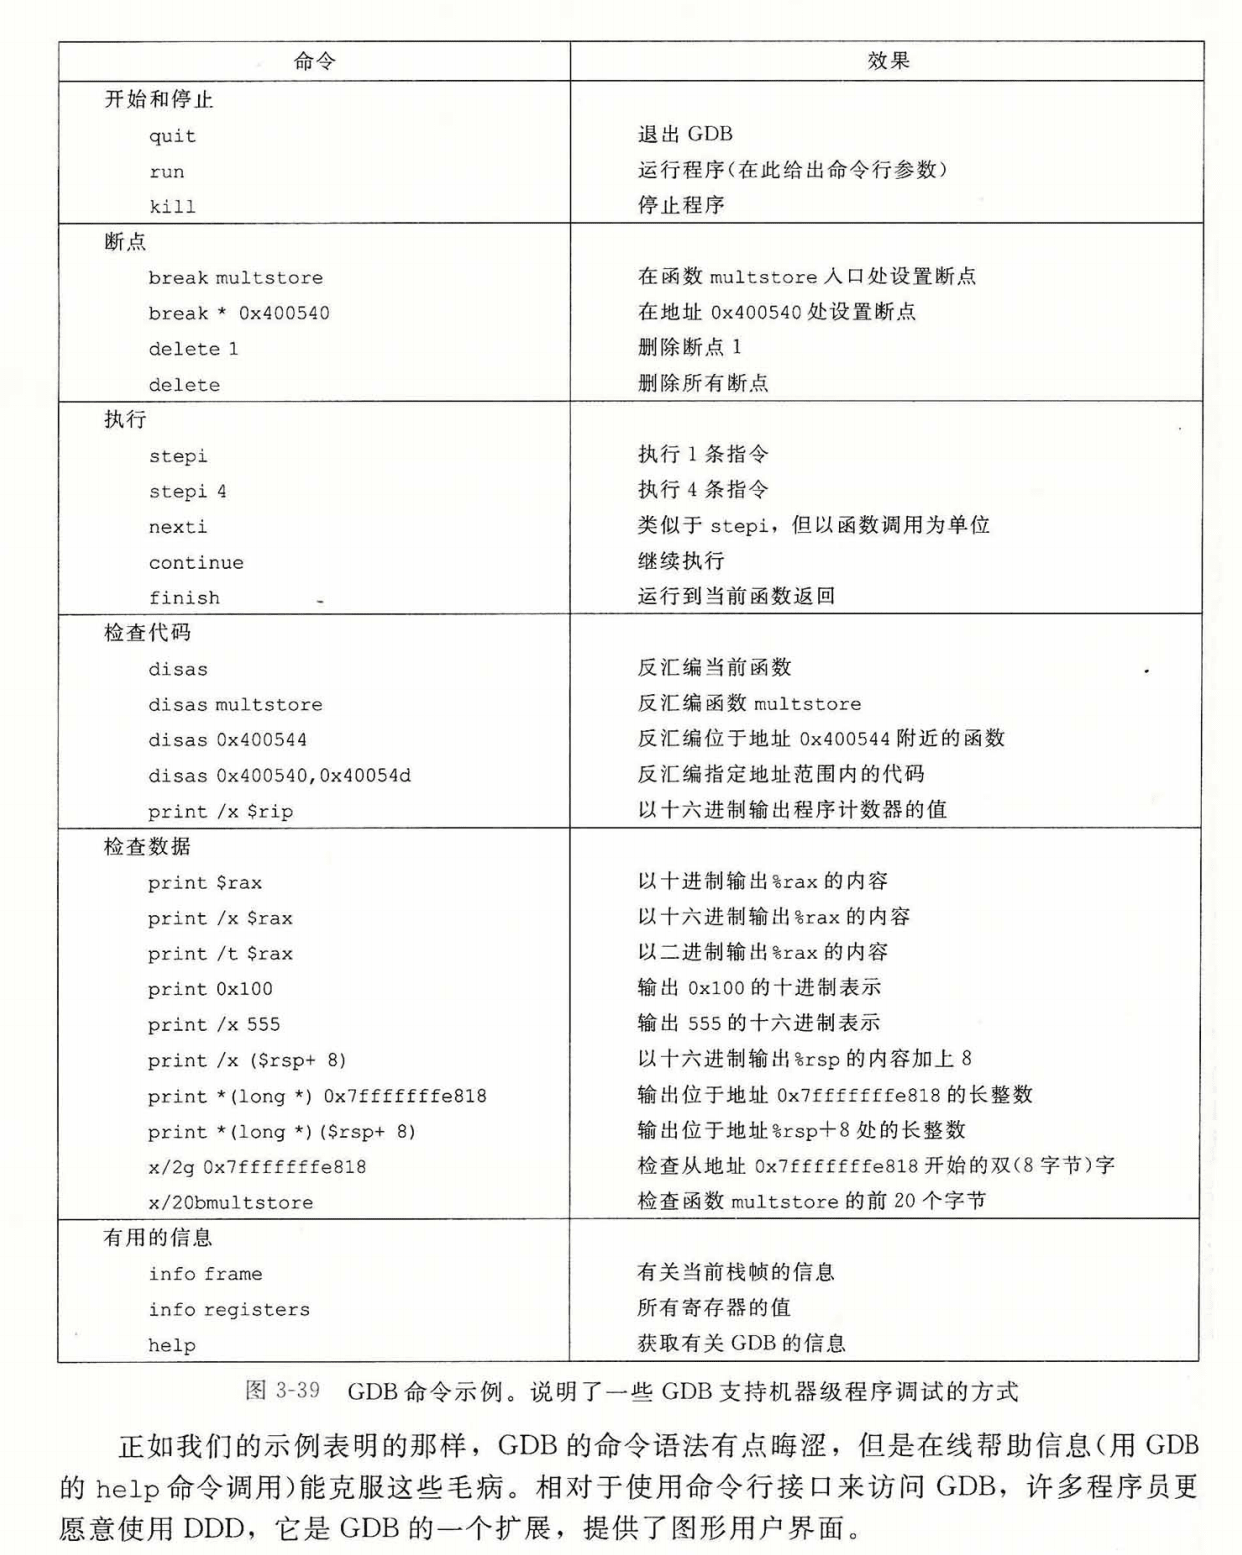 命令 效果
开始和停止
quit 退出 GDB
run 运行程序(在此给出命令行参数)
kill 停止程序
断点
break multstore 在函数 multstore 入口处设置断点
break * 0x400540 在地址 0x400540 处设置断点
delete 1 删除断点 1
delete 删除所有断点
执行
stepi 执行 1 条指令
stepi 4 执行 4 条指令
nexti 类似于 stepi，但以函数调用为单位
continue 继续执行
finish 运行到当前函数返回
检查代码
disas 反汇编当前函数
disas multstore 反汇编函数 multstore
disas 0x400544 反汇编位于地址 0x400544 附近的函数
disas 0x400540,0x40054d 反汇编指定地址范围内的代码
print /x $rip 以十六进制输出程序计数器的值
检查数据
print $rax 以十进制输出%rax 的内容
print /x $rax 以十六进制输出%rax 的内容
print /t $rax 以二进制输出%rax 的内容
print 0x100 输出 0x100 的十进制表示
print /x 555 输出 555 的十六进制表示
print /x ($rsp+ 8) 以十六进制输出%rsp 的内容加上 8
print *(long *) 0x7fffffffe818 输出位于地址 0x7fffffffe818 的长整数
print *(long *)($rsp+ 8) 输出位于地址%rsp+8 处的长整数
x/2g 0x7fffffffe818 检查从地址 0x7fffffffe818 开始的双(8 字节)字
x/20bmultstore 检查函数 multstore 的前 20 个字节
有用的信息
info frame 有关当前栈帧的信息
info registers 所有寄存器的值
help 获取有关 GDB 的信息
图 3-39 GDB 命令示例。说明了一些 GDB 支持机器级程序调试的方式
正如我们的示例表明的那样，GDB 的命令语法有点晦涩，但是在线帮助信息(用 GDB
的 help 命令调用)能克服这些毛病。相对于使用命令行接口来访问 GDB，许多程序员更
愿意使用 DDD，它是 GDB 的一个扩展，提供了图形用户界面。